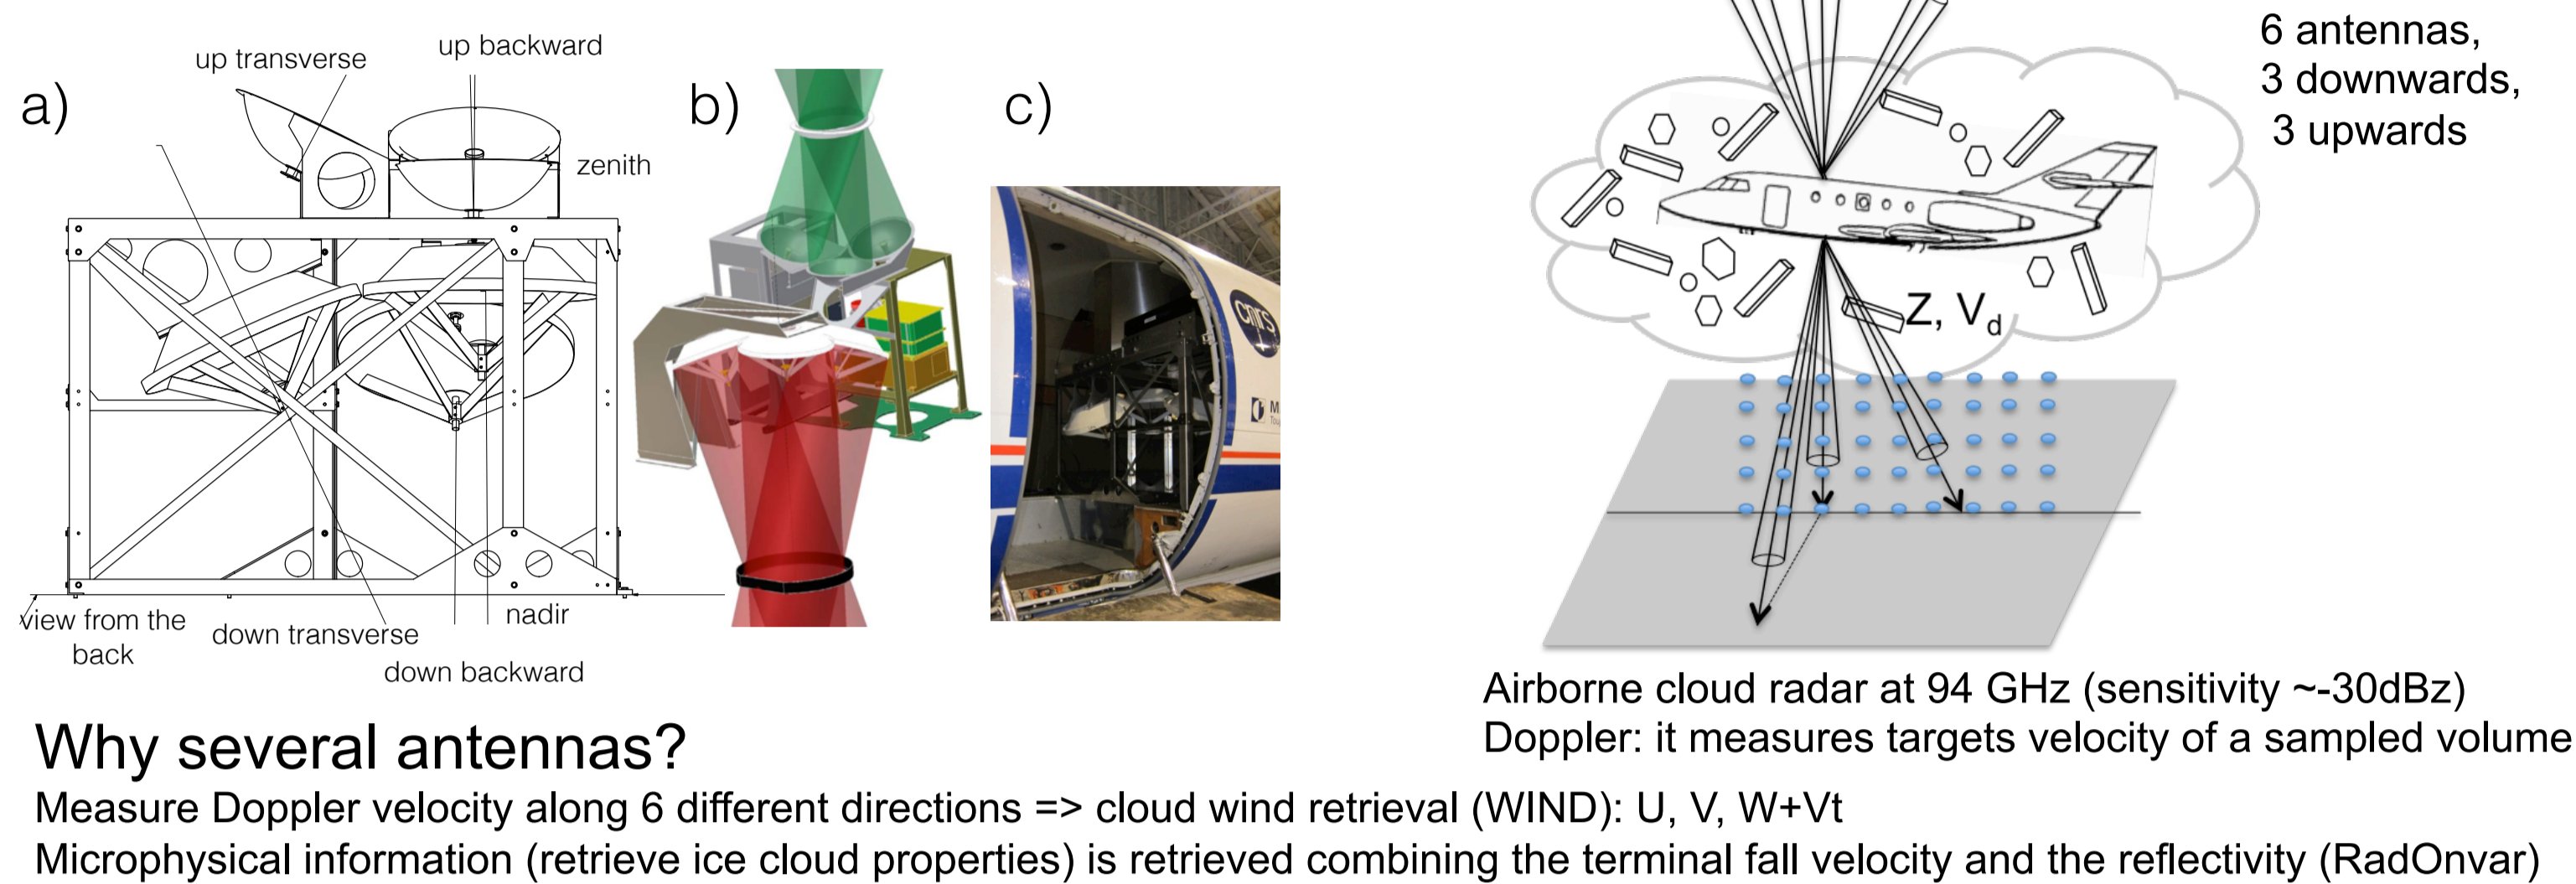 a)
up transverse
up backward
zenith
view from the
back
down transverse
nadir
down backward
b)
c)
cnrs
M
6 antennas,
3 downwards,
3 upwards
Z, Vd
Airborne cloud radar at 94 GHz (sensitivity ~-30dBz)
Doppler: it measures targets velocity of a sampled volume
Why several antennas?
Measure Doppler velocity along 6 different directions => cloud wind retrieval (WIND): U, V, W+Vt
Microphysical information (retrieve ice cloud properties) is retrieved combining the terminal fall velocity and the reflectivity (RadOnvar)